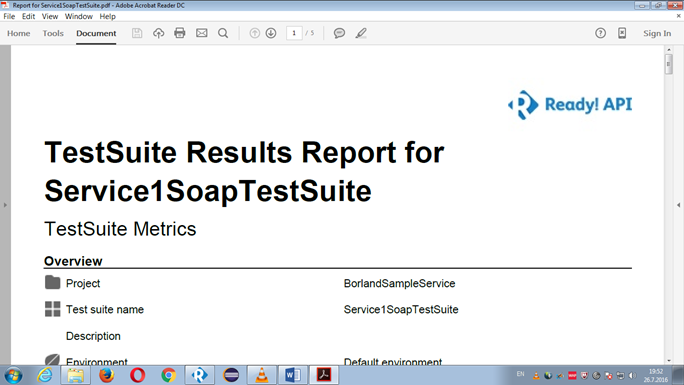 Report for Service1SoapTestSuite.pdf - Adobe Acrobat Reader DC
File Edit View Window Help
Home Tools Document 1 / 5 Sign In
Ready! API
TestSuite Results Report for
Service1SoapTestSuite
TestSuite Metrics
Overview
Project BorlandSampleService
Test suite name Service1SoapTestSuite
Description
Environment Default environment
EN 19:52
26.7.2016